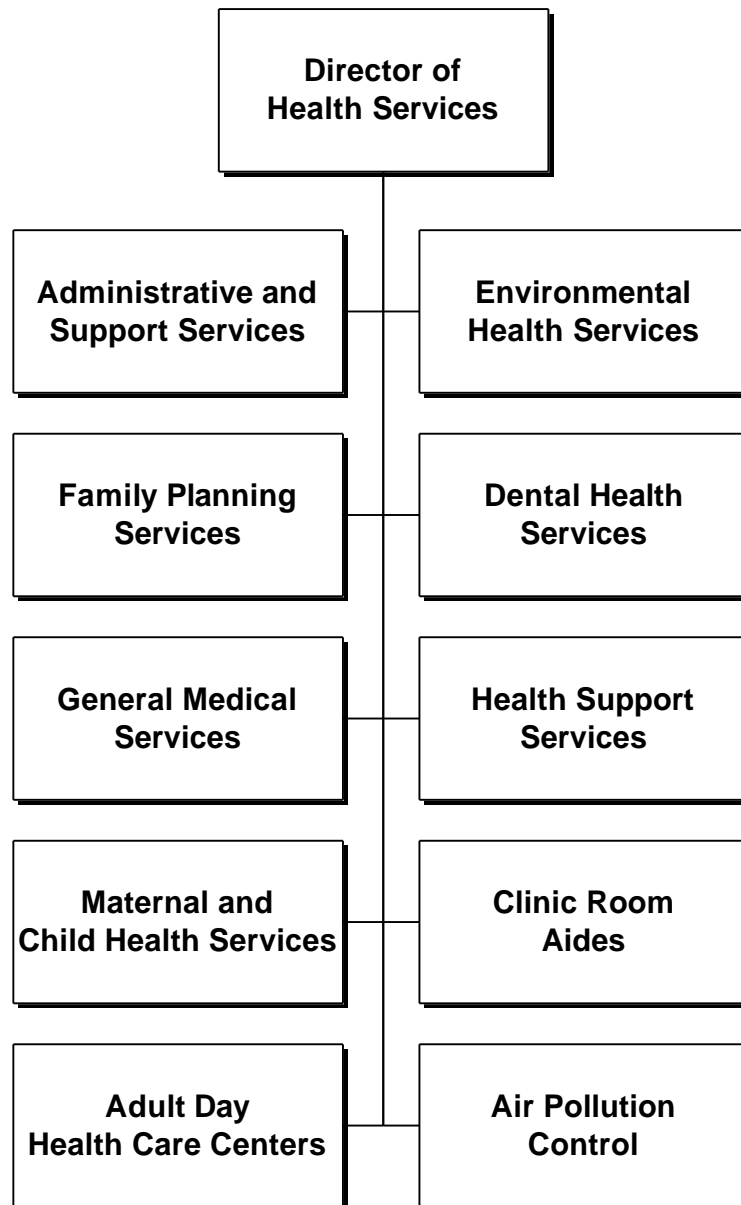 Director of
Health Services
Administrative and
Support Services
Environmental
Health Services
Family Planning
Services
Dental Health
Services
General Medical
Services
Health Support
Services
Maternal and
Child Health Services
Clinic Room
Aides
Adult Day
Health Care Centers
Air Pollution
Control